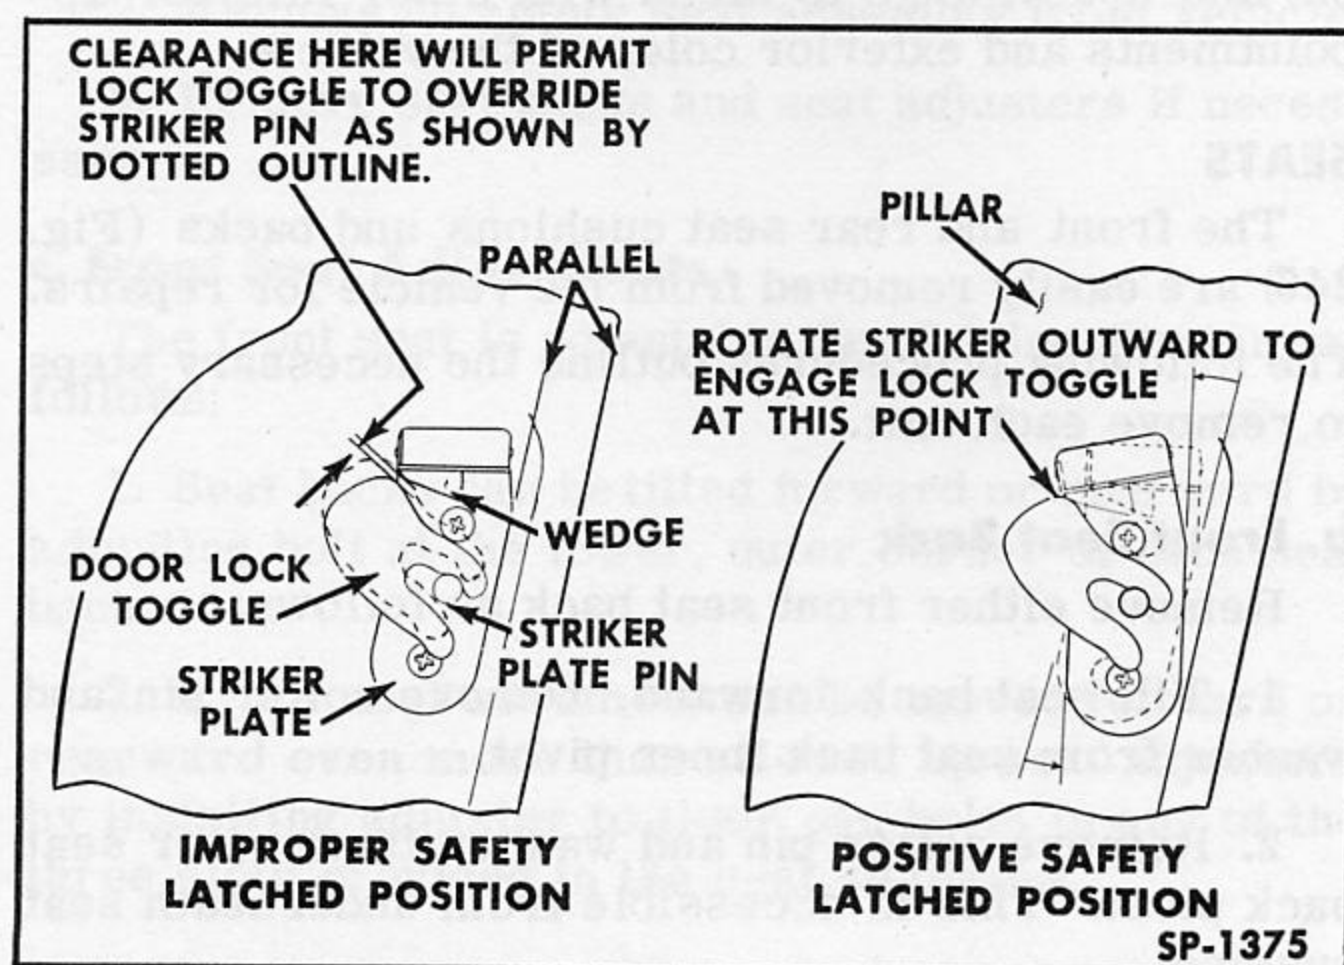 CLEARANCE HERE WILL PERMIT
LOCK TOGGLE TO OVERRIDE
STRIKER PIN AS SHOWN BY
DOTTED OUTLINE.
PARALLEL
WEDGE
DOOR LOCK
TOGGLE
STRIKER
PLATE PIN
STRIKER
PLATE
IMPROPER SAFETY
LATCHED POSITION
PILLAR
ROTATE STRIKER OUTWARD TO
ENGAGE LOCK TOGGLE
AT THIS POINT
POSITIVE SAFETY
LATCHED POSITION
SP-1375